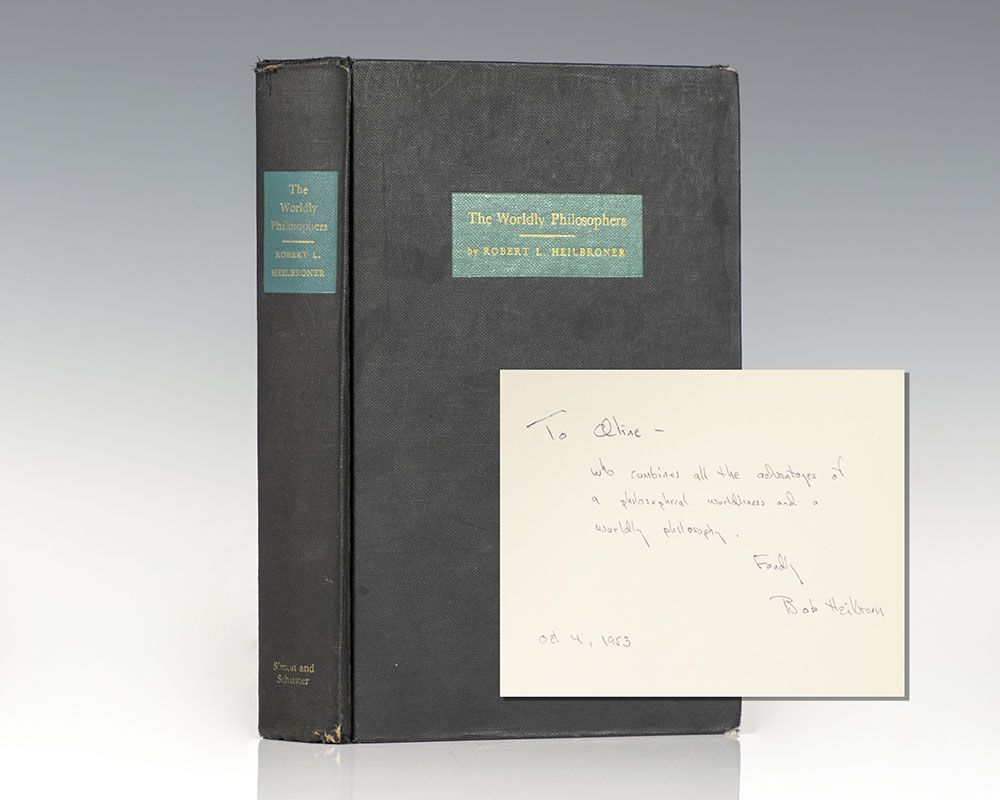 The
Worldly
Philosophers
ROBERT L.
HEILBRONER
Simon and
Schuster
The Worldly Philosophers
by ROBERT L. HEILBRONER
To Aline –
who combines all the advantages of
a philosophical worldliness and a
worldly philosophy.
Fondly
Bob Heilbroner
Oct 4, 1953